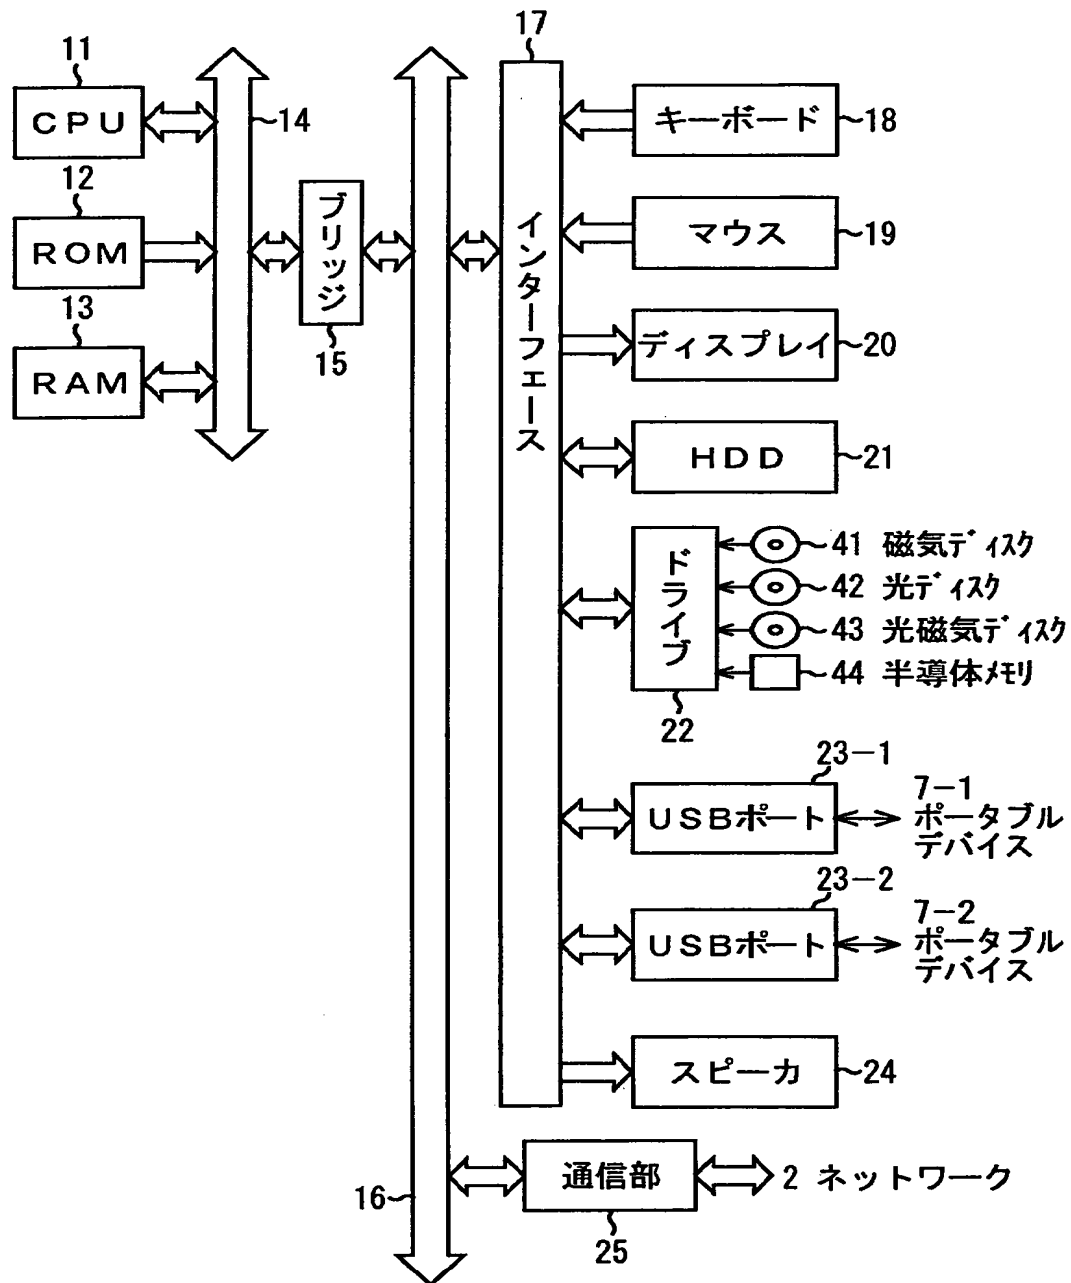 11
CPU
12
ROM
13
RAM
14
ブリッジ
15
16
17
インターフェース
キーボード
18
マウス
19
ディスプレイ
20
HDD
21
ドライブ
22
41 磁気ディスク
42 光ディスク
43 光磁気ディスク
44 半導体メモリ
23-1
USBポート
7-1
ポータブル
デバイス
23-2
USBポート
7-2
ポータブル
デバイス
スピーカ
24
通信部
25
2 ネットワーク